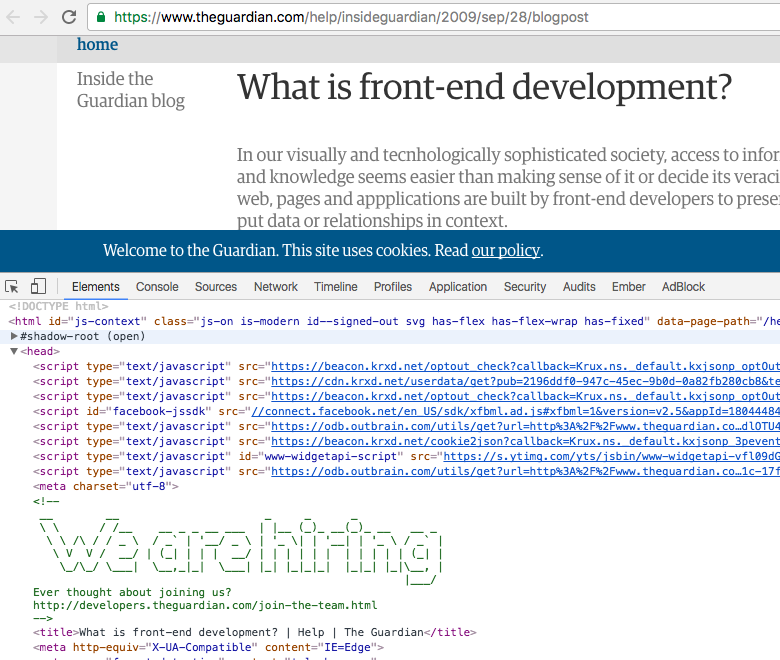 https://www.theguardian.com/help/insideguardian/2009/sep/28/blogpost
home
Inside the
Guardian blog
What is front-end development?
In our visually and tecnhologically sophisticated society, access to infor
and knowledge seems easier than making sense of it or decide its veraci
web, pages and appplications are built by front-end developers to prese
put data or relationships in context.
Welcome to the Guardian. This site uses cookies. Read our policy.
Elements Console Sources Network Timeline Profiles Application Security Audits Ember AdBlock
<!DOCTYPE html>
<html id="js-context" class="js-on is-modern id--signed-out svg has-flex has-flex-wrap has-fixed" data-page-path="/he
#shadow-root (open)
<head>
<script type="text/javascript" src="https://beacon.krxd.net/optout_check?callback=Krux.ns._default.kxjsonp_optOut
<script type="text/javascript" src="https://cdn.krxd.net/userdata/get?pub=2196ddf0-947c-45ec-9b0d-0a82fb280cb8&te
<script type="text/javascript" src="https://beacon.krxd.net/optout_check?callback=Krux.ns._default.kxjsonp_optOut
<script id="facebook-jssdk" src="//connect.facebook.net/en_US/sdk/xfbml.ad.js#xfbml=1&version=v2.5&appId=18044484
<script type="text/javascript" src="https://odb.outbrain.com/utils/get?url=http%3A%2F%2Fwww.theguardian.co…dlOTU4
<script type="text/javascript" src="https://beacon.krxd.net/cookie2json?callback=Krux.ns._default.kxjsonp_3pevent
<script type="text/javascript" id="www-widgetapi-script" src="https://s.ytimg.com/yts/jsbin/www-widgetapi-vfl09dG
<script type="text/javascript" src="https://odb.outbrain.com/utils/get?url=http%3A%2F%2Fwww.theguardian.co…1c-17f
<meta charset="utf-8">
<!--
We are hiring
Ever thought about joining us?
http://developers.theguardian.com/join-the-team.html
-->
<title>What is front-end development? | Help | The Guardian</title>
<meta http-equiv="X-UA-Compatible" content="IE=Edge">